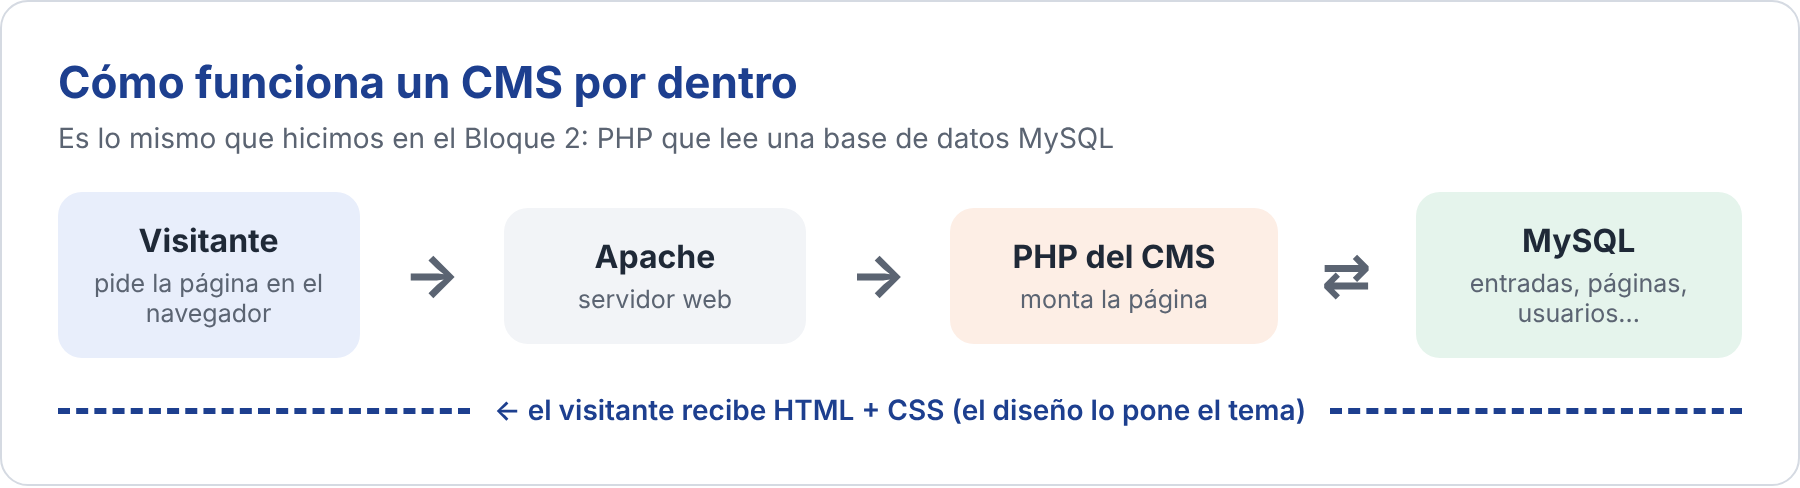 Cómo funciona un CMS por dentro
Es lo mismo que hicimos en el Bloque 2: PHP que lee una base de datos MySQL
Visitante
pide la página en el
navegador
→
Apache
servidor web
→
PHP del CMS
monta la página
⇄
MySQL
entradas, páginas,
usuarios...
← el visitante recibe HTML + CSS (el diseño lo pone el tema)